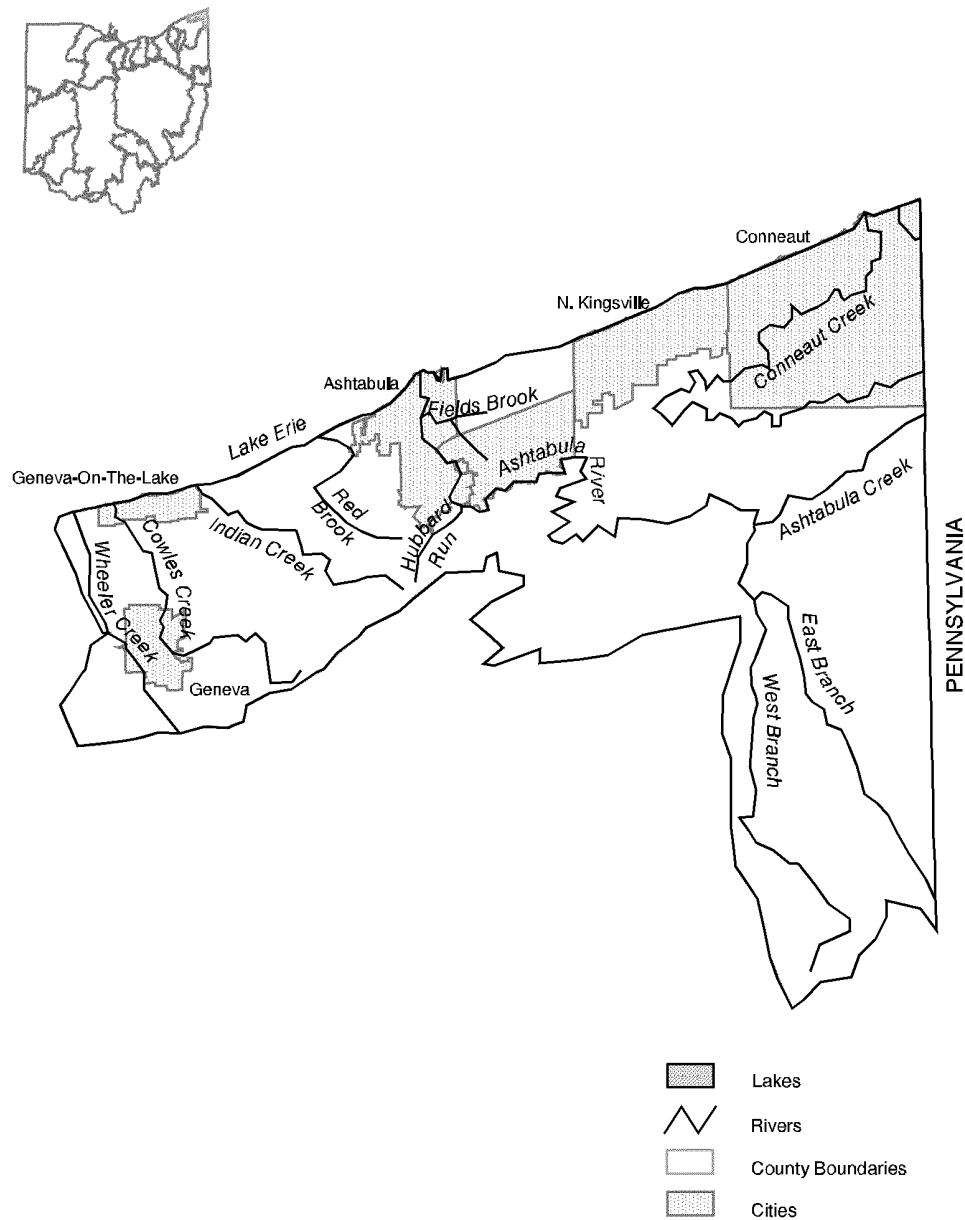 Conneaut
N. Kingsville
Conneaut Creek
Ashtabula
Fields Brook
Lake Erie
Ashtabula
River
Geneva-On-The-Lake
Ashtabula Creek
Red
Brook
Hubbard
Run
Indian Creek
Cowles Creek
Wheeler Creek
PENNSYLVANIA
East Branch
West Branch
Geneva
Lakes
Rivers
County Boundaries
Cities